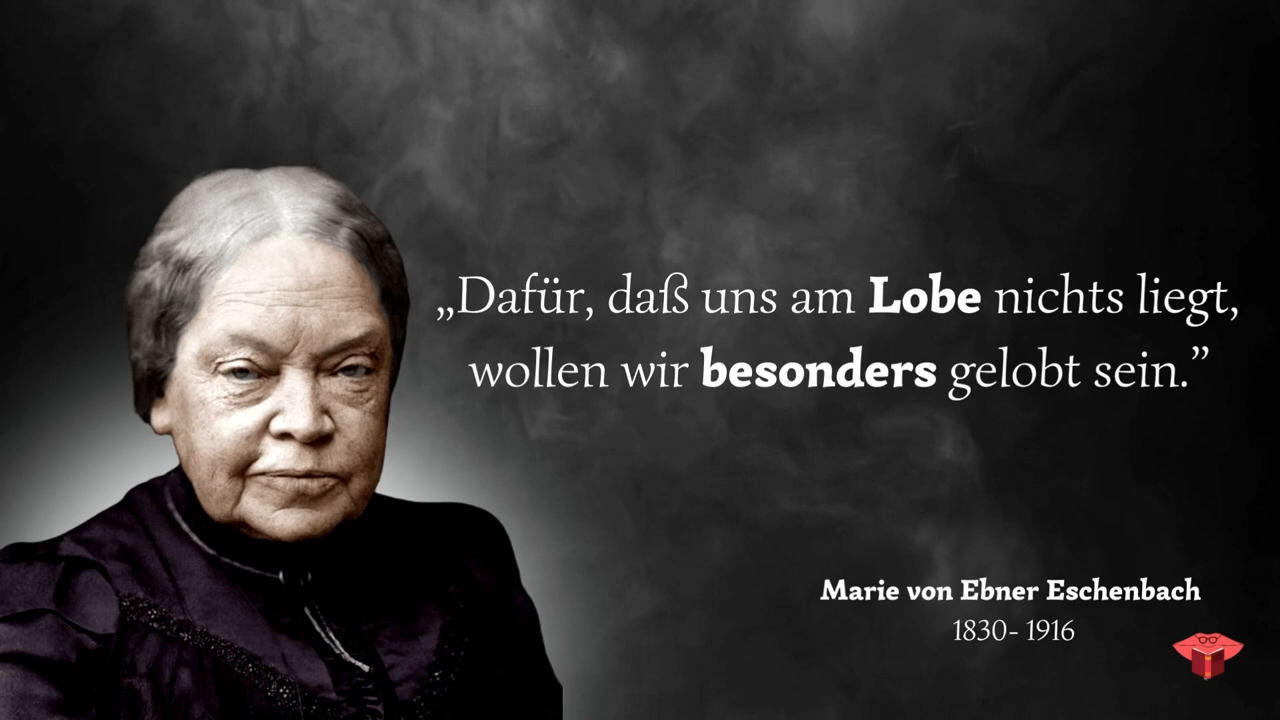 „Dafür, daß uns am Lobe nichts liegt,
wollen wir besonders gelobt sein.”
Marie von Ebner Eschenbach
1830- 1916